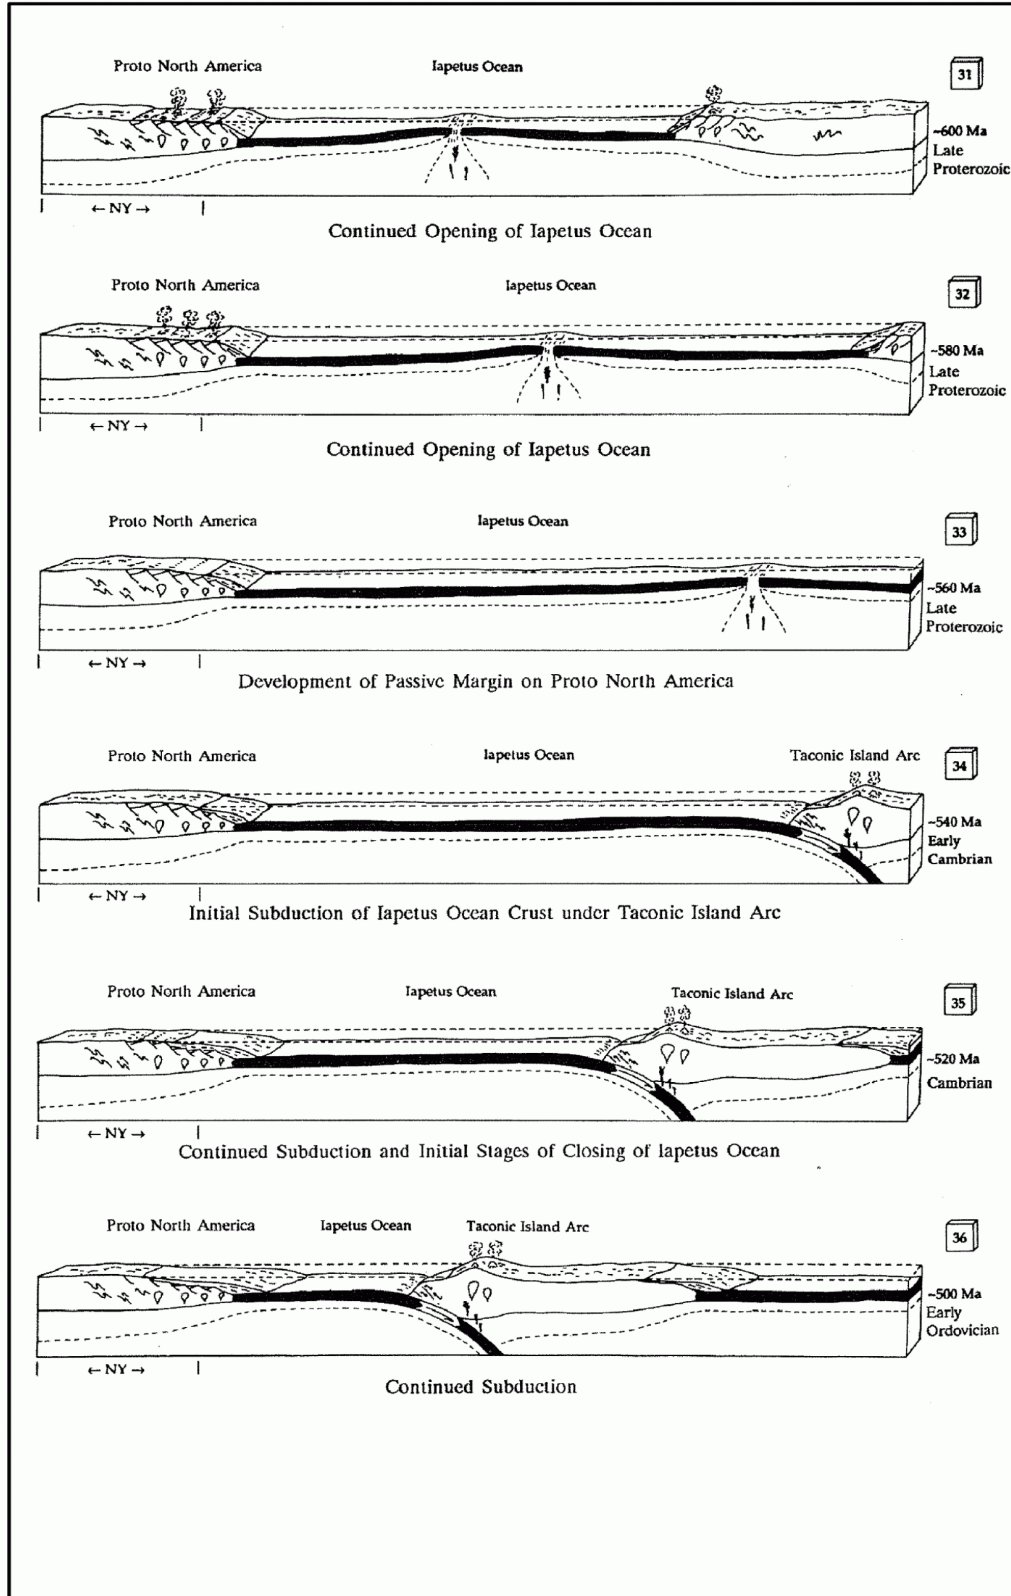 Proto North America Iapetus Ocean 31
~600 Ma
Late
Proterozoic
← NY →
Continued Opening of Iapetus Ocean
Proto North America Iapetus Ocean 32
~580 Ma
Late
Proterozoic
← NY →
Continued Opening of Iapetus Ocean
Proto North America Iapetus Ocean 33
~560 Ma
Late
Proterozoic
← NY →
Development of Passive Margin on Proto North America
Proto North America Iapetus Ocean Taconic Island Arc 34
~540 Ma
Early
Cambrian
← NY →
Initial Subduction of Iapetus Ocean Crust under Taconic Island Arc
Proto North America Iapetus Ocean Taconic Island Arc 35
~520 Ma
Cambrian
← NY →
Continued Subduction and Initial Stages of Closing of Iapetus Ocean
Proto North America Iapetus Ocean Taconic Island Arc 36
~500 Ma
Early
Ordovician
← NY →
Continued Subduction